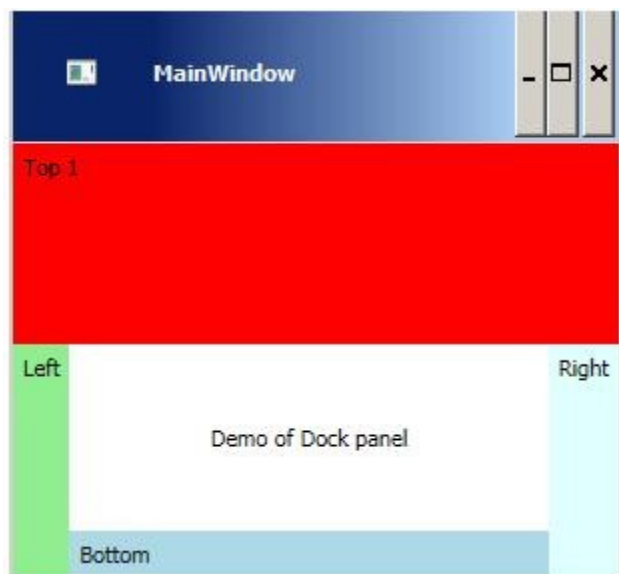 MainWindow
Top 1
Left
Right
Demo of Dock panel
Bottom